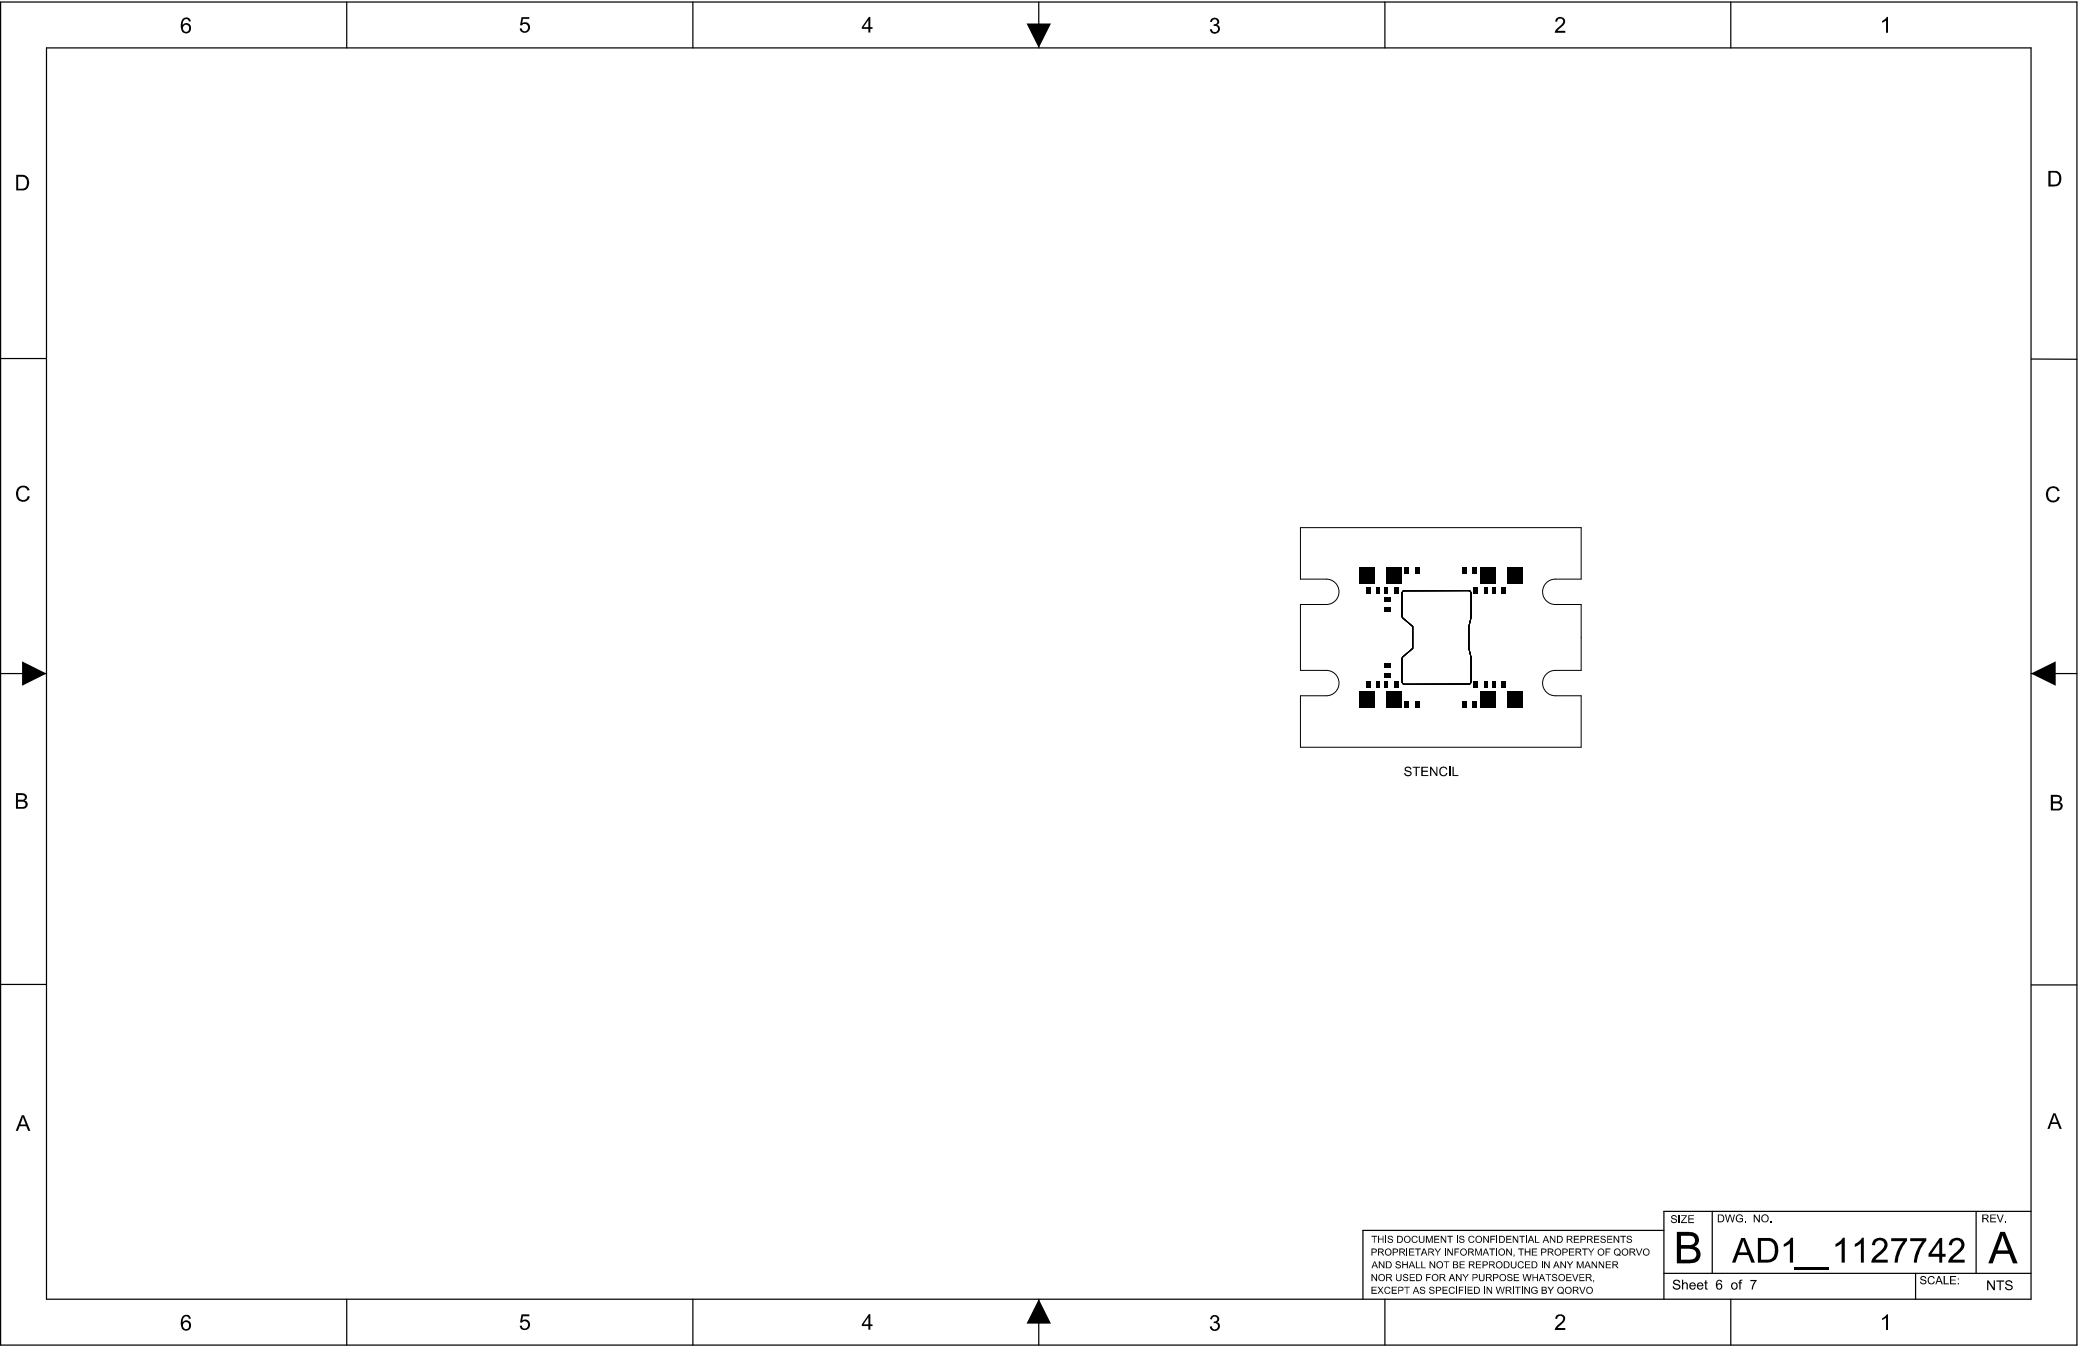 6 5 4 3 2 1
D D
C C
STENCIL
B B
A A
THIS DOCUMENT IS CONFIDENTIAL AND REPRESENTS
PROPRIETARY INFORMATION, THE PROPERTY OF QORVO
AND SHALL NOT BE REPRODUCED IN ANY MANNER
NOR USED FOR ANY PURPOSE WHATSOEVER,
EXCEPT AS SPECIFIED IN WRITING BY QORVO
SIZE DWG. NO. REV.
B AD1__1127742 A
Sheet 6 of 7 SCALE: NTS
6 5 4 3 2 1